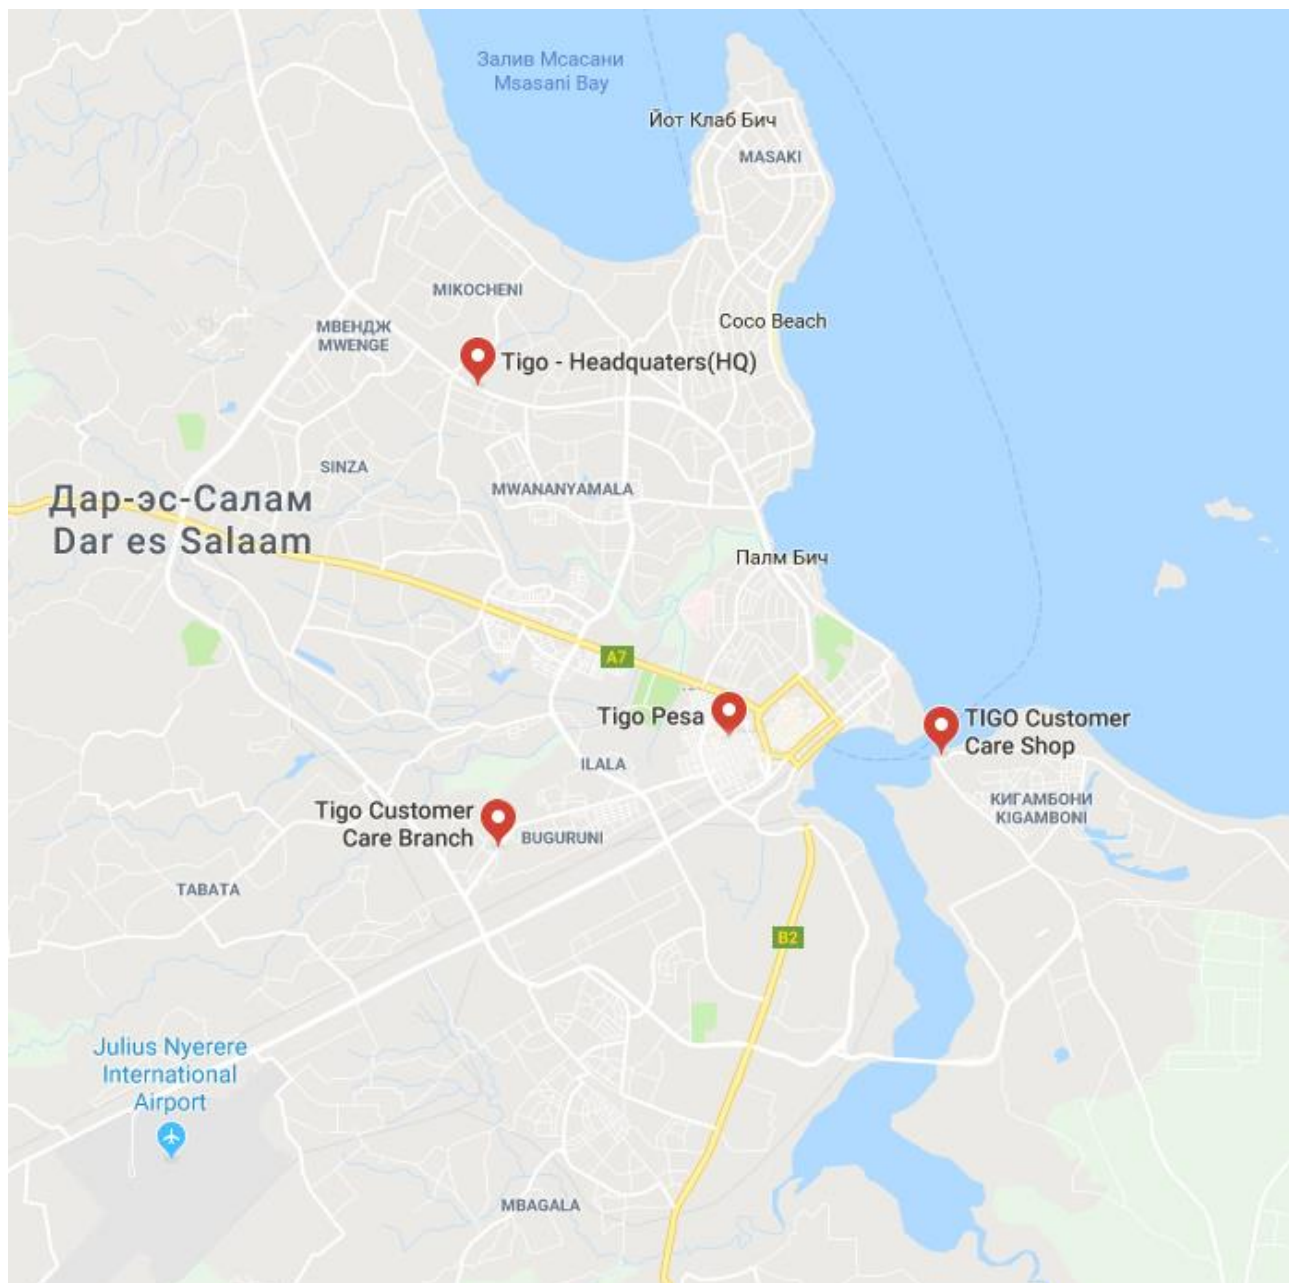 Залив Мсасани
Msasani Bay
Йот Клаб Бич
MASAKI
MIKOCHENI
Coco Beach
МВЕНДЖ
MWENGE
Tigo - Headquaters(HQ)
SINZA
MWANANYAMALA
Дар-эс-Салам
Dar es Salaam
Палм Бич
A7
Tigo Pesa
TIGO Customer
Care Shop
ILALA
КИГАМБОНИ
KIGAMBONI
Tigo Customer
Care Branch
BUGURUNI
TABATA
B2
Julius Nyerere
International
Airport
MBAGALA